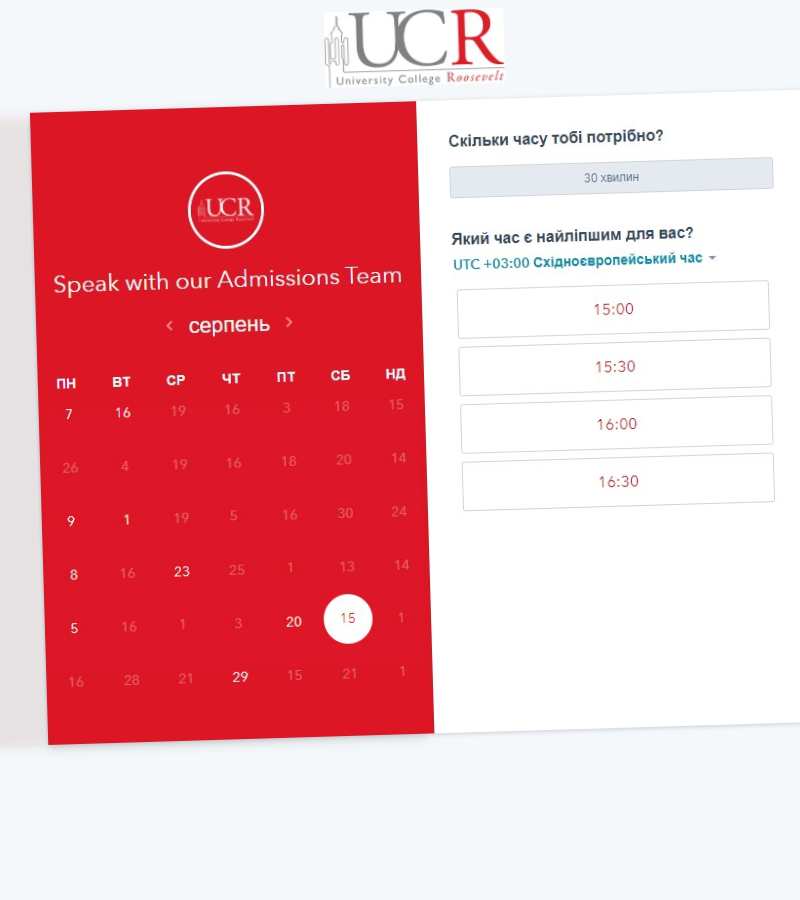 UCR
University College Roosevelt
UCR
University College Roosevelt
Speak with our Admissions Team
серпень
ПН ВТ СР ЧТ ПТ СБ НД
7 16 19 16 3 18 15
26 4 19 16 18 20 14
9 1 19 5 16 30 24
8 16 23 25 1 13 14
5 16 1 3 20 15 1
16 28 21 29 15 21 1
Скільки часу тобі потрібно?
30 хвилин
Який час є найліпшим для вас?
UTC +03:00 Східноєвропейський час
15:00
15:30
16:00
16:30